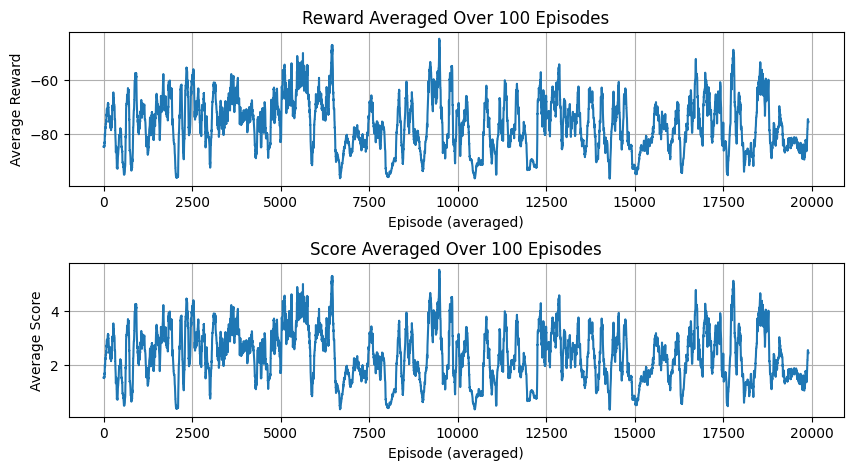 Reward Averaged Over 100 Episodes
Average Reward
−60
−80
0 2500 5000 7500 10000 12500 15000 17500 20000
Episode (averaged)
Score Averaged Over 100 Episodes
Average Score
4
2
0 2500 5000 7500 10000 12500 15000 17500 20000
Episode (averaged)